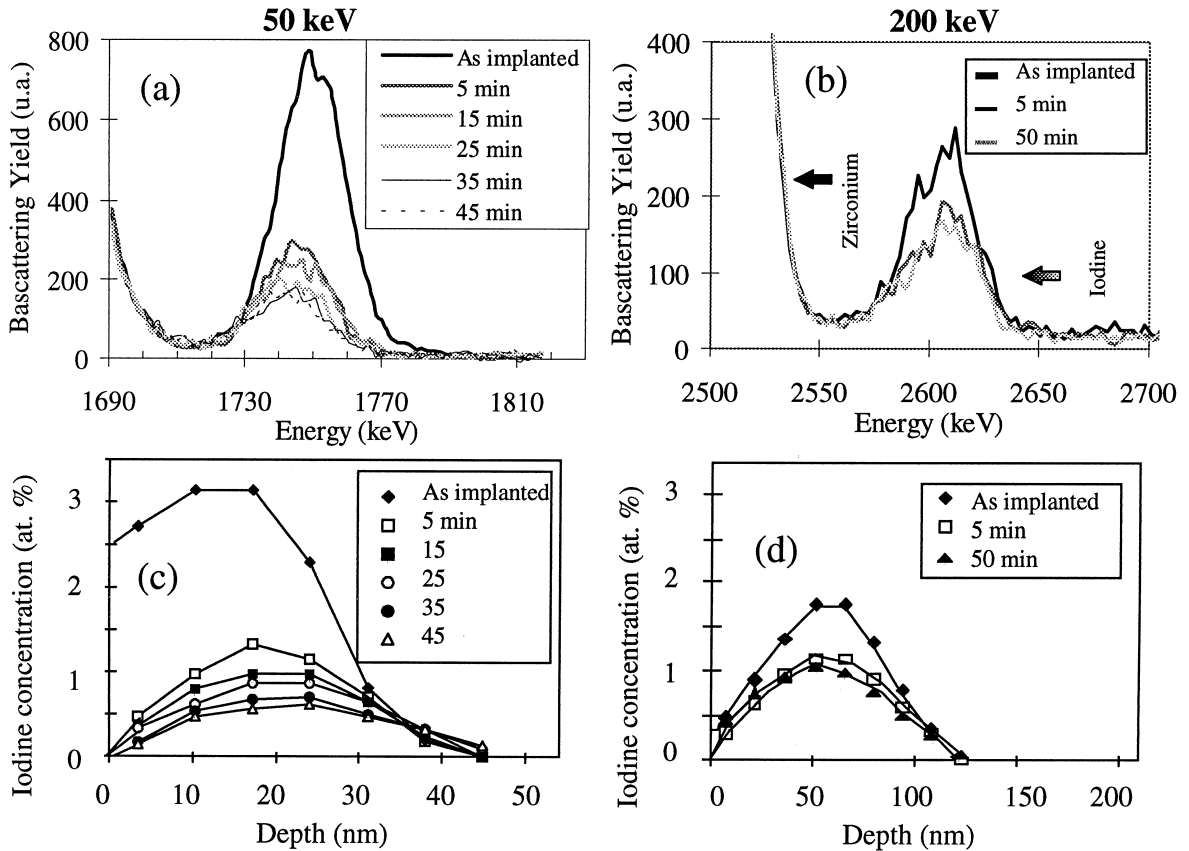 50 keV
800
600
400
200
0
Bascattering Yield (u.a.)
(a)
As implanted
5 min
15 min
25 min
35 min
45 min
1690
1730
1770
1810
Energy (keV)
200 keV
400
300
200
100
0
Bascattering Yield (u.a.)
(b)
As implanted
5 min
50 min
Zirconium
Iodine
2500
2550
2600
2650
2700
Energy (keV)
3
2
1
0
Iodine concentration (at. %)
(c)
As implanted
5 min
15
25
35
45
0
10
20
30
40
50
Depth (nm)
3
2
1
0
Iodine concentration (at. %)
(d)
As implanted
5 min
50 min
0
50
100
150
200
Depth (nm)